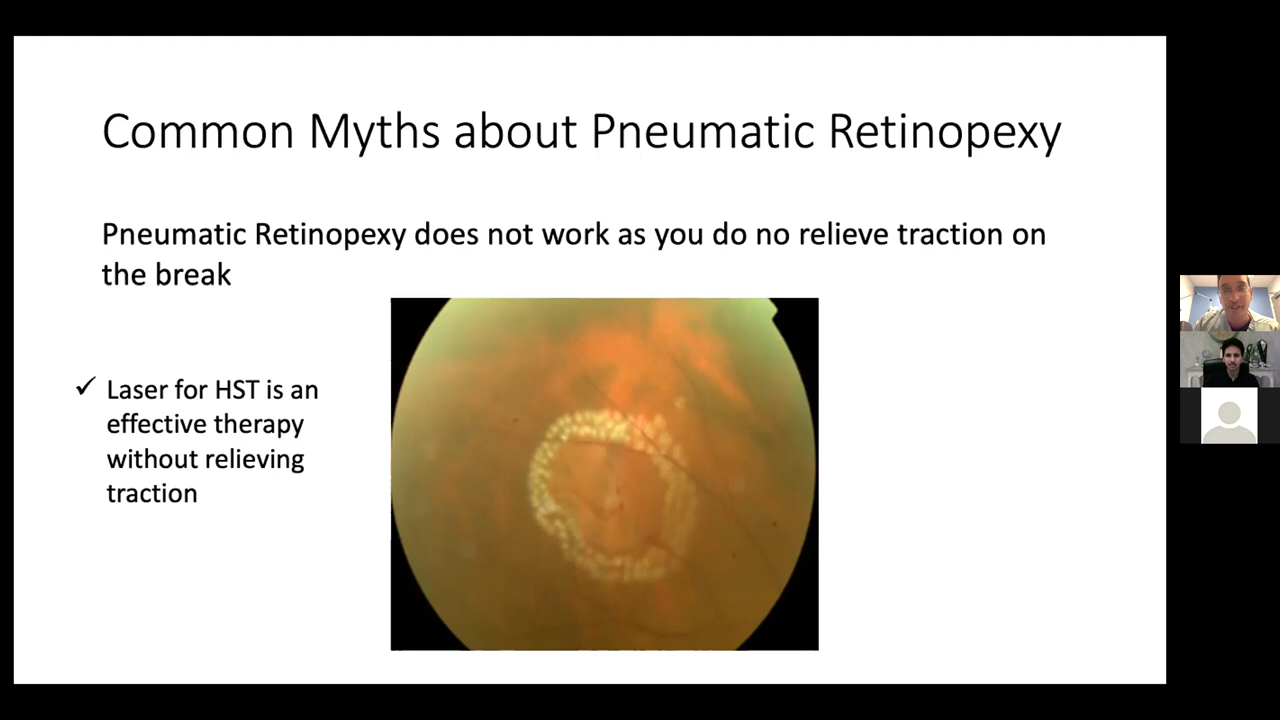 Common Myths about Pneumatic Retinopexy
Pneumatic Retinopexy does not work as you do no relieve traction on
the break
✓ Laser for HST is an
effective therapy
without relieving
traction